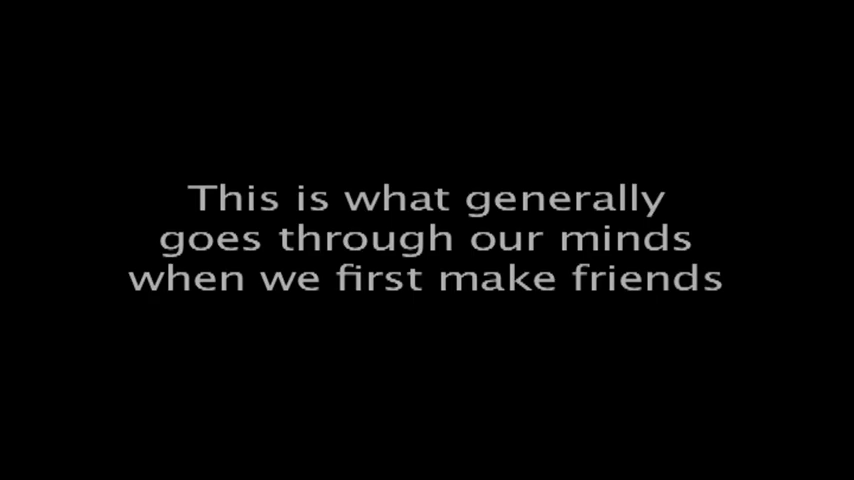 This is what generally
goes through our minds
when we first make friends